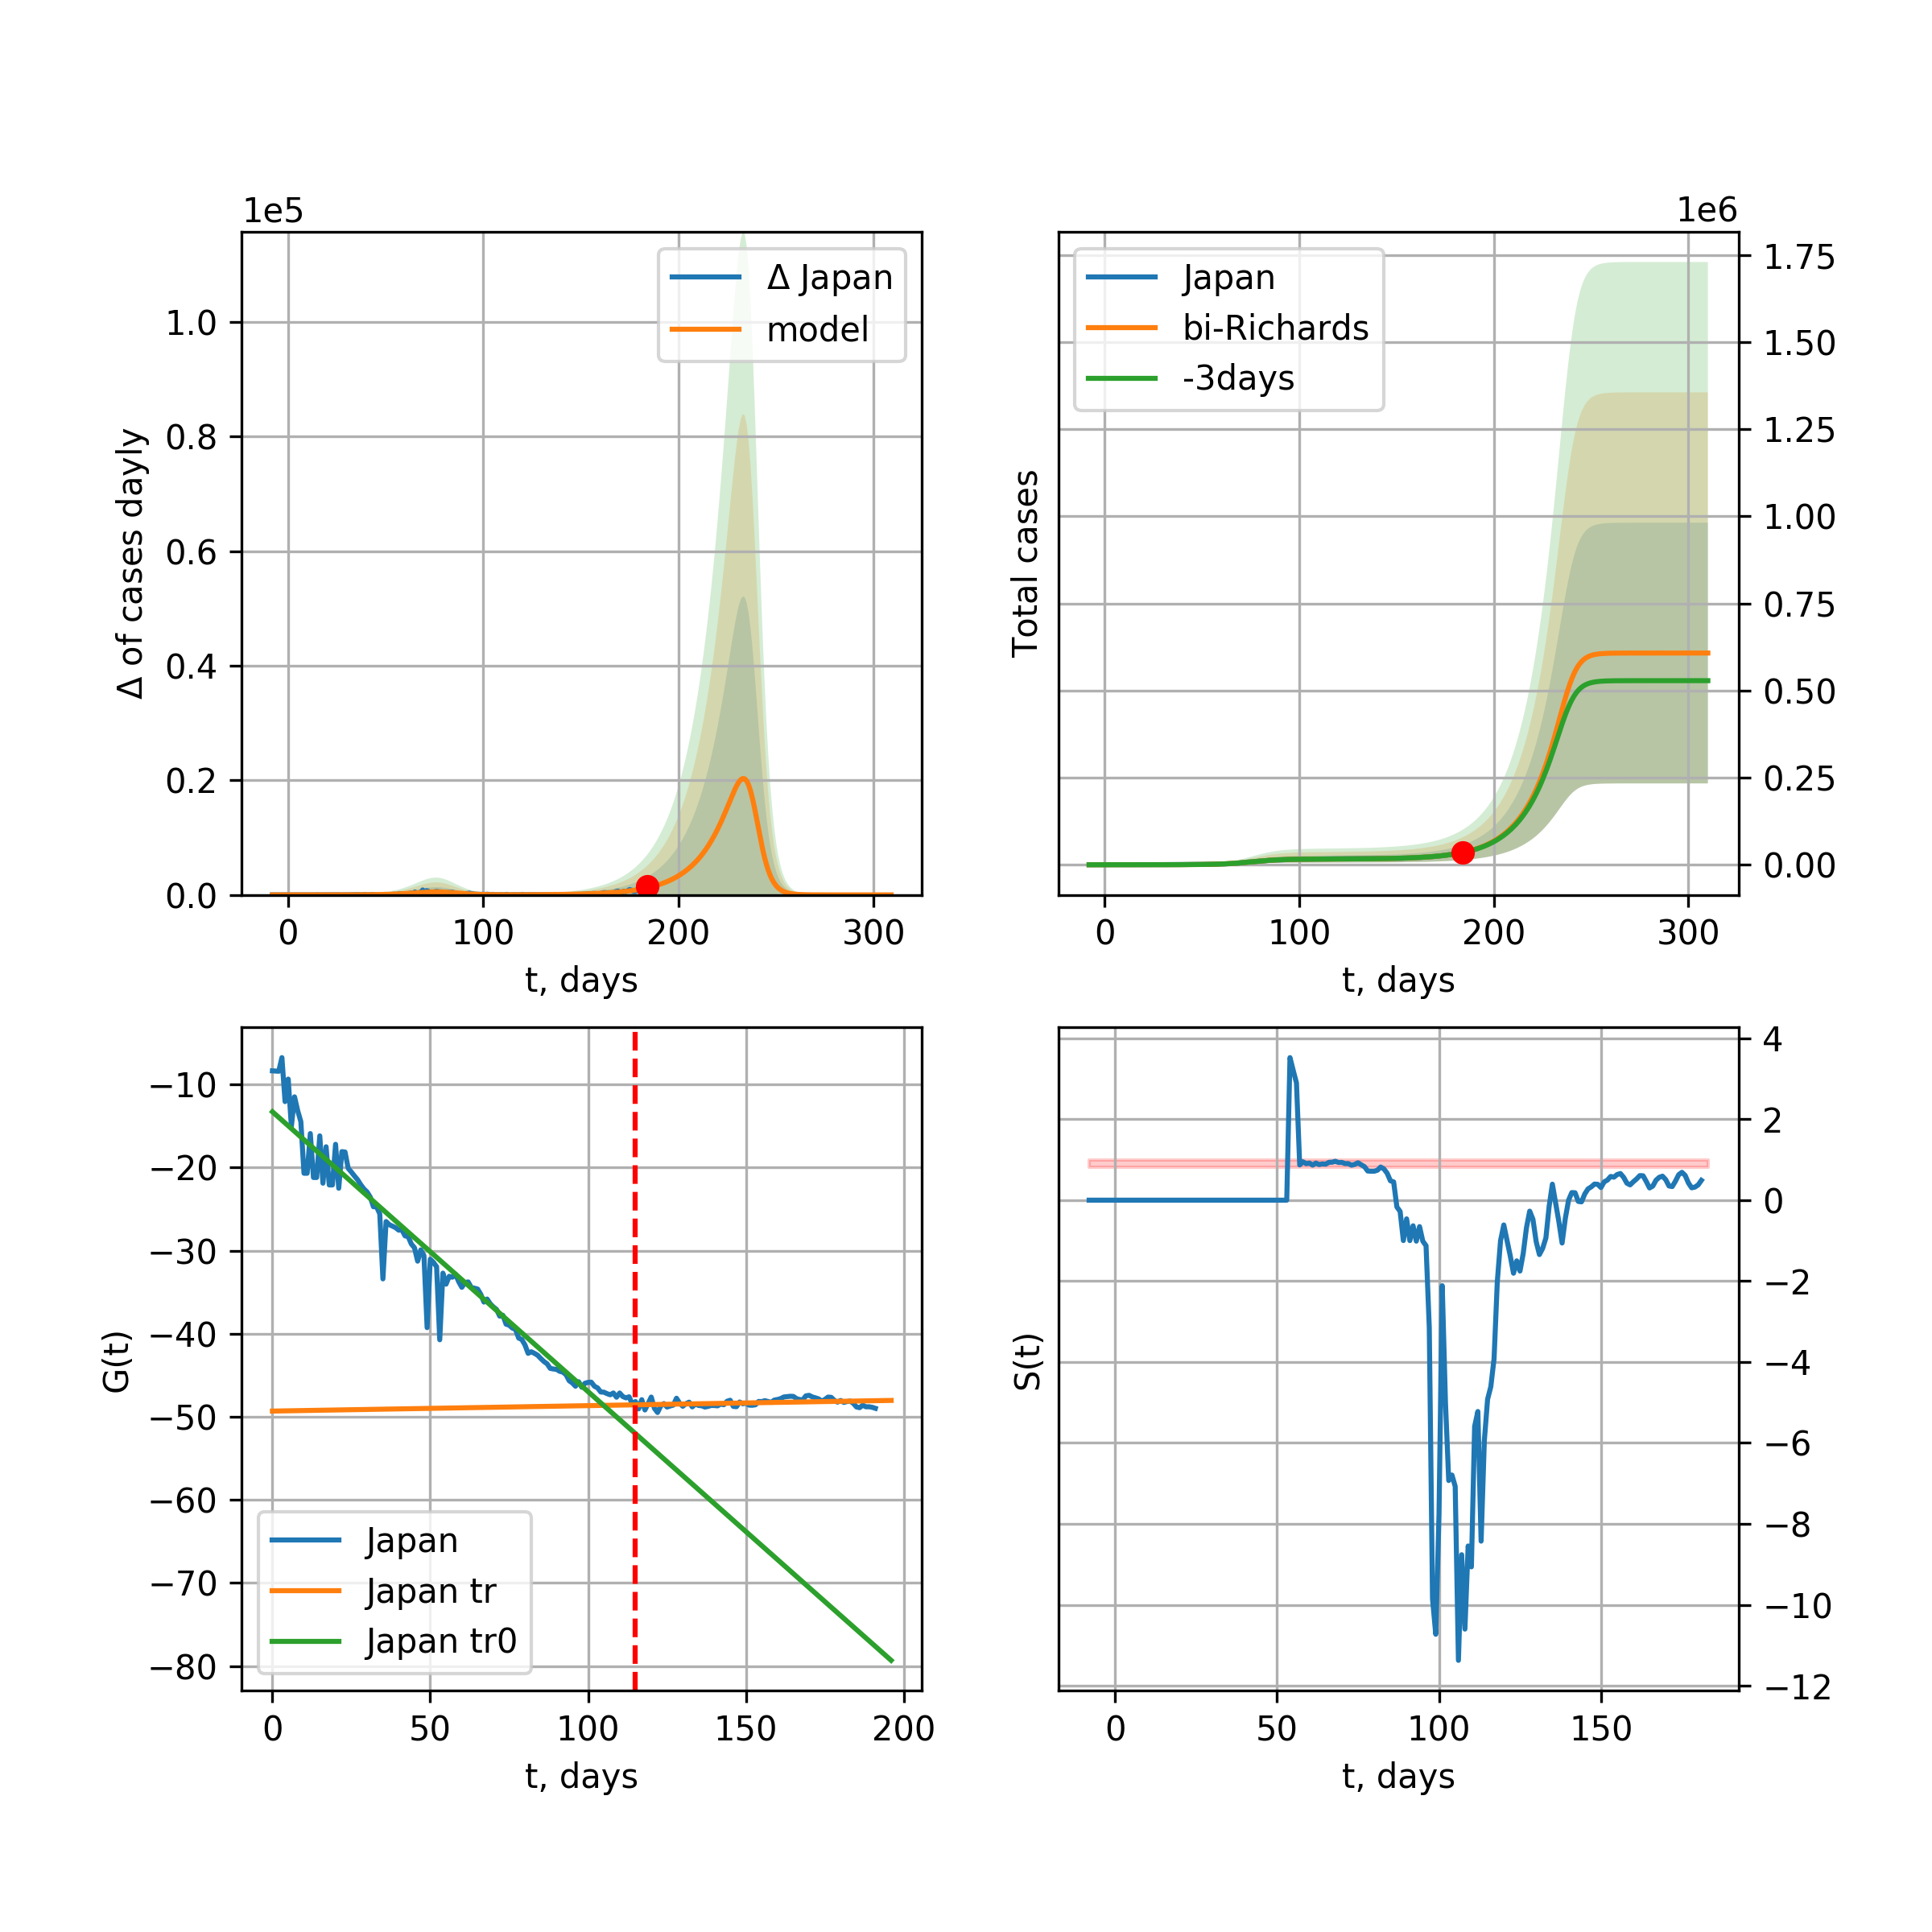 1e5
Δ Japan
model
1.0
0.8
0.6
0.4
0.2
0.0
Δ of cases dayly
0 100 200 300
t, days
1e6
Japan
bi-Richards
-3days
1.75
1.50
1.25
1.00
0.75
0.50
0.25
0.00
Total cases
0 100 200 300
t, days
−10
−20
−30
−40
−50
−60
−70
−80
G(t)
Japan
Japan tr
Japan tr0
0 50 100 150 200
t, days
4
2
0
−2
−4
−6
−8
−10
−12
S(t)
0 50 100 150
t, days